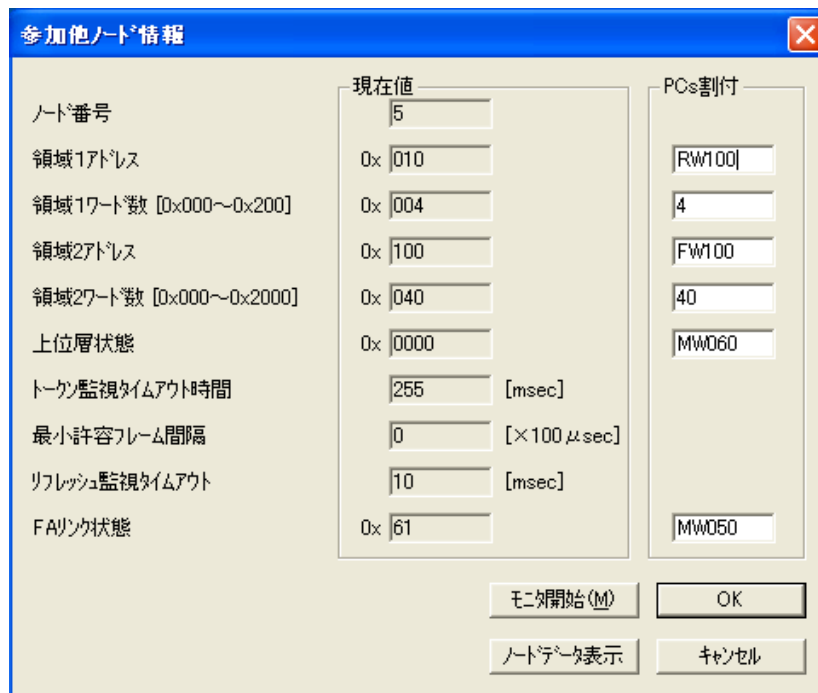 参加他ﾉｰﾄﾞ情報
現在値 PCs割付
ﾉｰﾄﾞ番号 5
領域1ｱﾄﾞﾚｽ 0x 010 RW100
領域1ﾜｰﾄﾞ数 [0x000～0x200] 0x 004 4
領域2ｱﾄﾞﾚｽ 0x 100 FW100
領域2ﾜｰﾄﾞ数 [0x000～0x2000] 0x 040 40
上位層状態 0x 0000 MW060
ﾄｰｸﾝ監視ﾀｲﾑｱｳﾄ時間 255 [msec]
最小許容ﾌﾚｰﾑ間隔 0 [×100μsec]
ﾘﾌﾚｯｼｭ監視ﾀｲﾑｱｳﾄ 10 [msec]
FAﾘﾝｸ状態 0x 61 MW050
ﾓﾆﾀ開始(M) OK
ﾉｰﾄﾞﾃﾞｰﾀ表示 ｷｬﾝｾﾙ